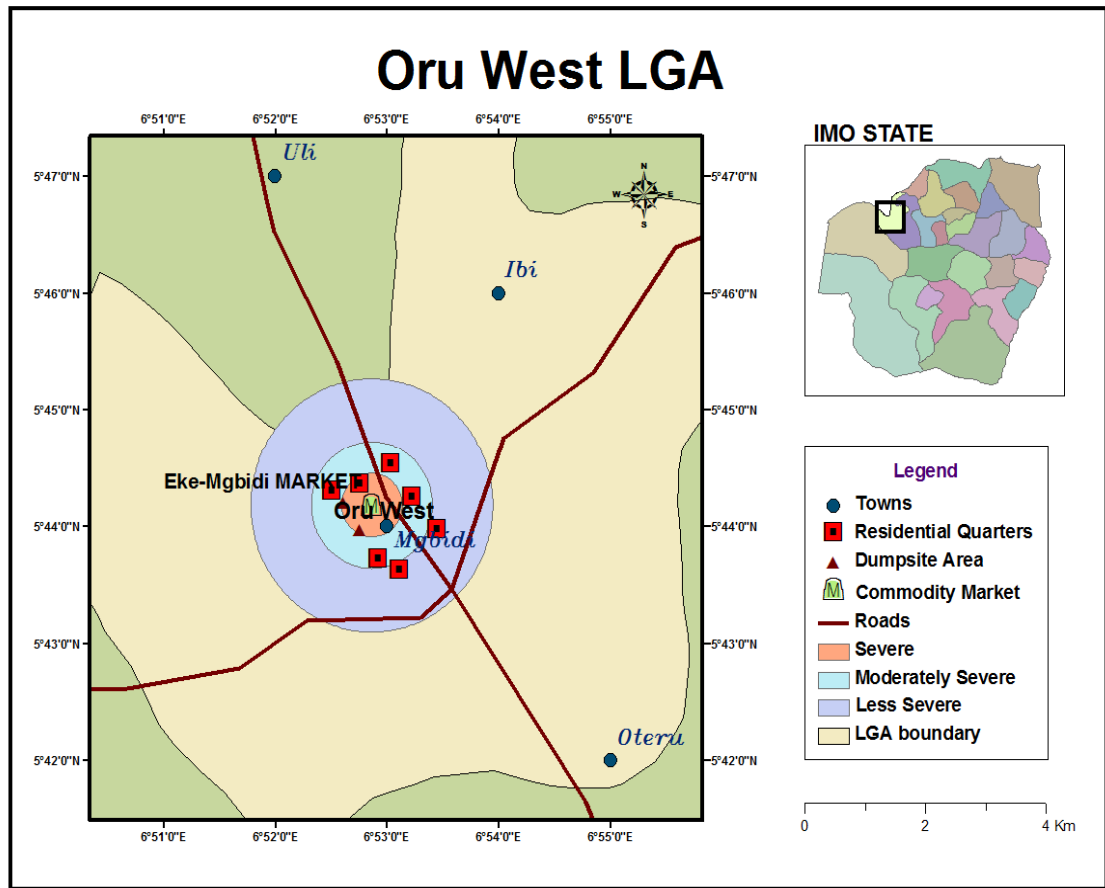 Oru West LGA
6°51'0"E 6°52'0"E 6°53'0"E 6°54'0"E 6°55'0"E
IMO STATE
Uli
N
W E
S
5°47'0"N 5°47'0"N
Ibi
5°46'0"N 5°46'0"N
5°45'0"N 5°45'0"N
Eke-Mgbidi MARKET
M
Oru West
5°44'0"N 5°44'0"N
Mgbidi
5°43'0"N 5°43'0"N
Oteru
5°42'0"N 5°42'0"N
6°51'0"E 6°52'0"E 6°53'0"E 6°54'0"E 6°55'0"E
Legend
Towns
Residential Quarters
Dumpsite Area
M Commodity Market
Roads
Severe
Moderately Severe
Less Severe
LGA boundary
0 2 4 Km